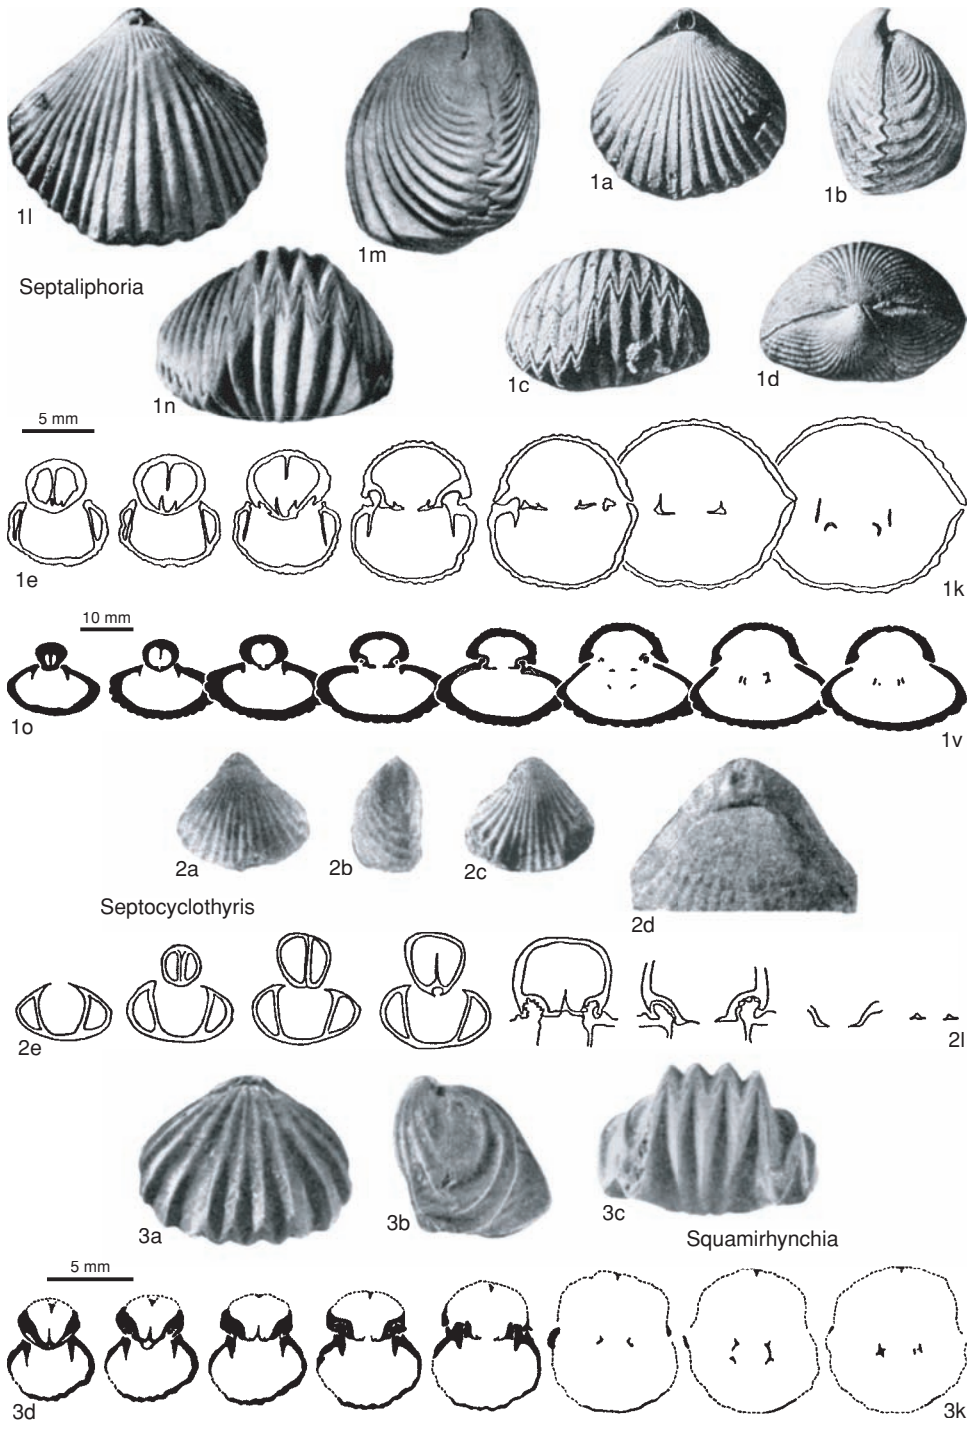 1l
1m
1a
1b
Septaliphoria
1n
1c
1d
5 mm
1e
1k
10 mm
1o
1v
2a
2b
2c
2d
Septocyclothyris
2e
2l
3a
3b
3c
Squamirhynchia
5 mm
3d
3k